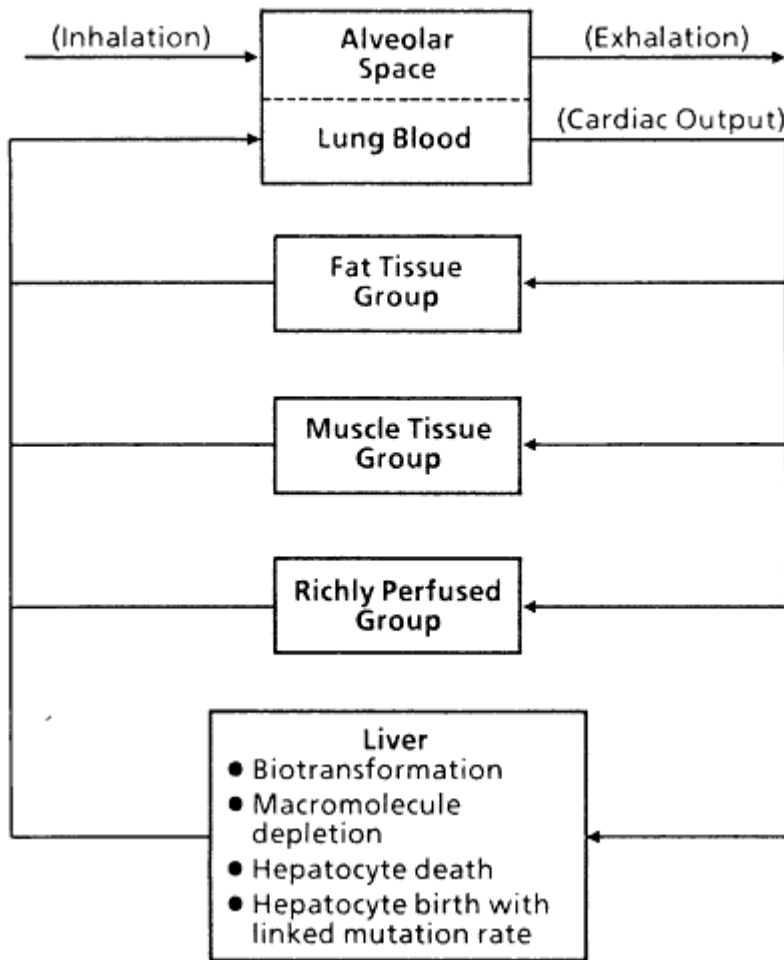 (Inhalation)
Alveolar
Space
(Exhalation)
Lung Blood
(Cardiac Output)
Fat Tissue
Group
Muscle Tissue
Group
Richly Perfused
Group
Liver
● Biotransformation
● Macromolecule
depletion
● Hepatocyte death
● Hepatocyte birth with
linked mutation rate